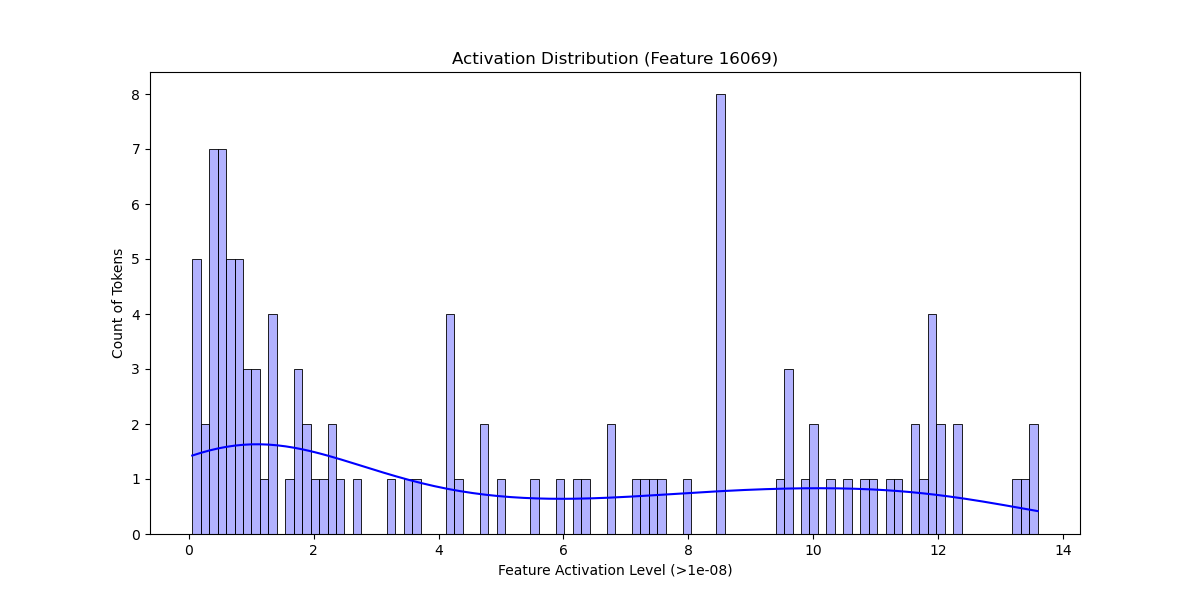 Activation Distribution (Feature 16069)
Count of Tokens
8
7
6
5
4
3
2
1
0
0 2 4 6 8 10 12 14
Feature Activation Level (>1e-08)